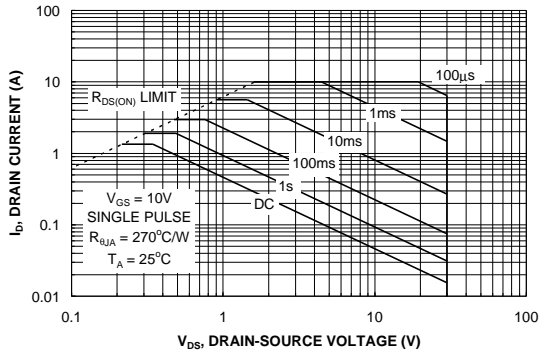 100
10
1
0.1
0.01
I_D, DRAIN CURRENT (A)
R_DS(ON) LIMIT
100µs
1ms
10ms
100ms
1s
DC
V_GS = 10V
SINGLE PULSE
R_θJA = 270°C/W
T_A = 25°C
0.1
1
10
100
V_DS, DRAIN-SOURCE VOLTAGE (V)